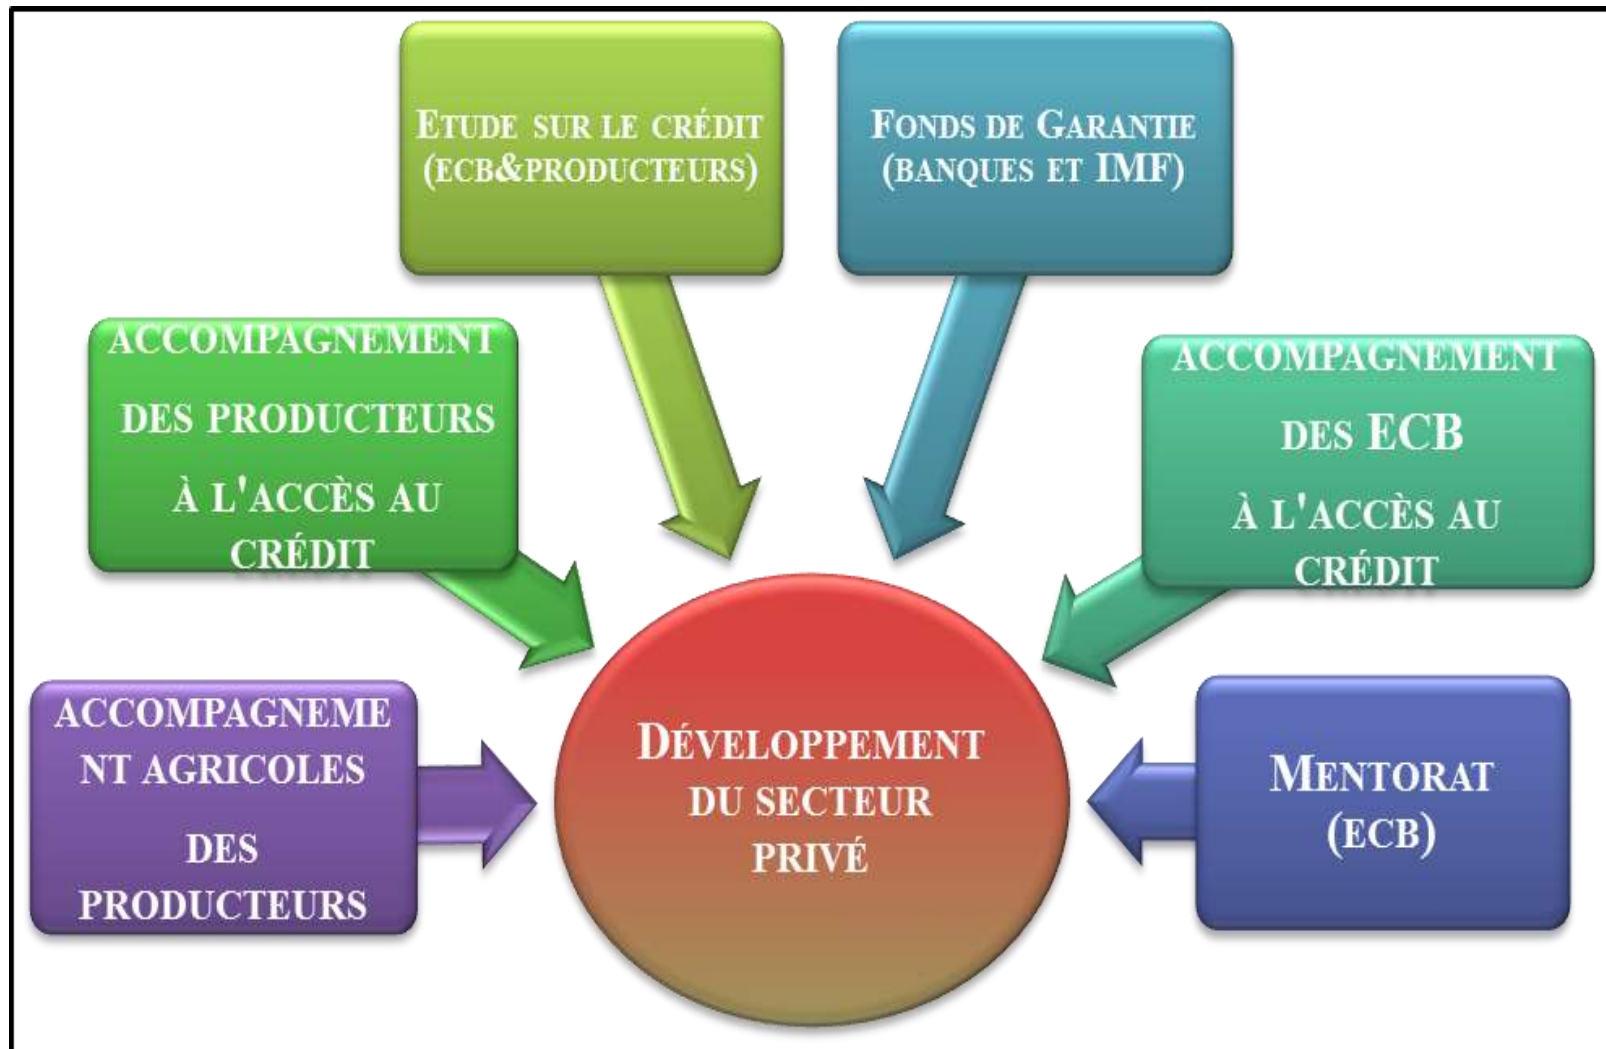 ETUDE SUR LE CRÉDIT
(ECB&PRODUCTEURS)
FONDS DE GARANTIE
(BANQUES ET IMF)
ACCOMPAGNEMENT
DES PRODUCTEURS
À L'ACCÈS AU
CRÉDIT
ACCOMPAGNEMENT
DES ECB
À L'ACCÈS AU
CRÉDIT
ACCOMPAGNEME
NT AGRICOLES
DES
PRODUCTEURS
DÉVELOPPEMENT
DU SECTEUR
PRIVÉ
MENTORAT
(ECB)